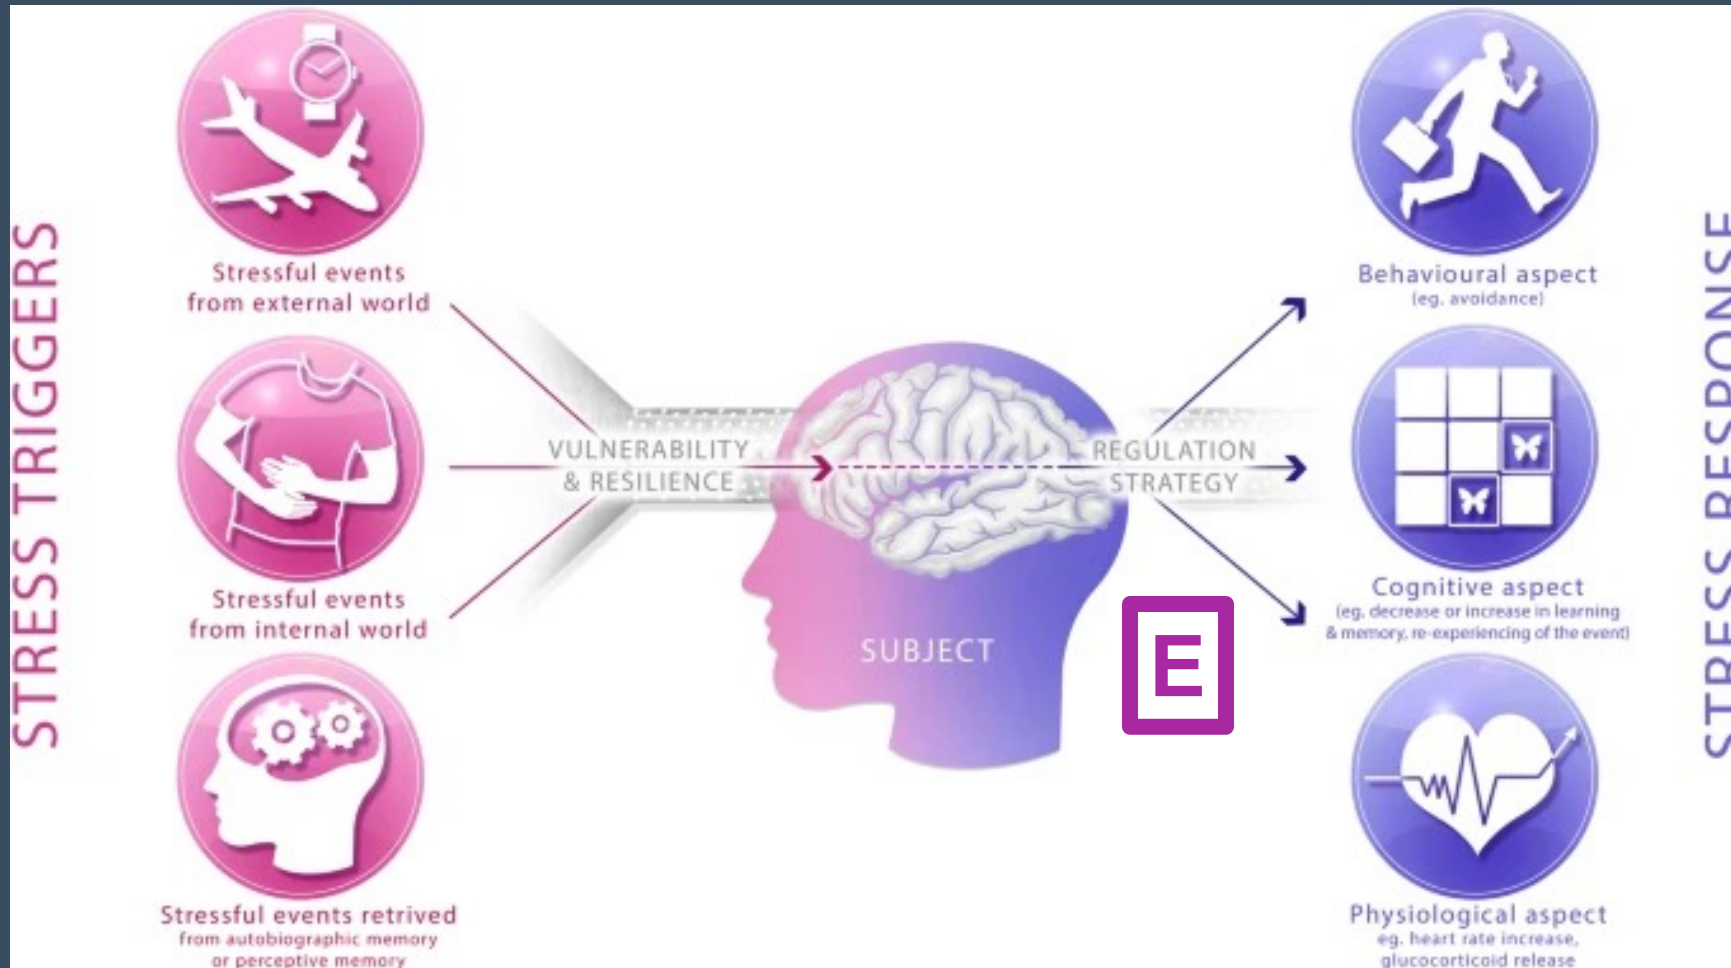 STRESS TRIGGERS
Stressful events
from external world
Stressful events
from internal world
Stressful events retrived
from autobiographic memory
or perceptive memory
VULNERABILITY
& RESILIENCE
SUBJECT
REGULATION
STRATEGY
E
Behavioural aspect
(eg. avoidance)
Cognitive aspect
(eg. decrease or increase in learning
& memory, re-experiencing of the event)
Physiological aspect
eg. heart rate increase,
glucocorticoid release
STRESS RESPONSE